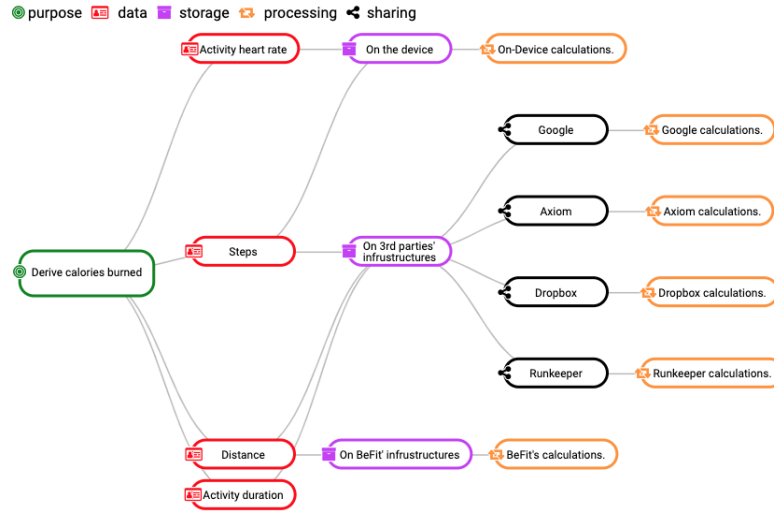 purpose data storage processing sharing
Activity heart rate
On the device
On-Device calculations.
Google
Google calculations.
Axiom
Axiom calculations.
Steps
On 3rd parties'
infrustructures
Derive calories burned
Dropbox
Dropbox calculations.
Runkeeper
Runkeeper calculations.
Distance
On BeFit' infrustructures
BeFit's calculations.
Activity duration